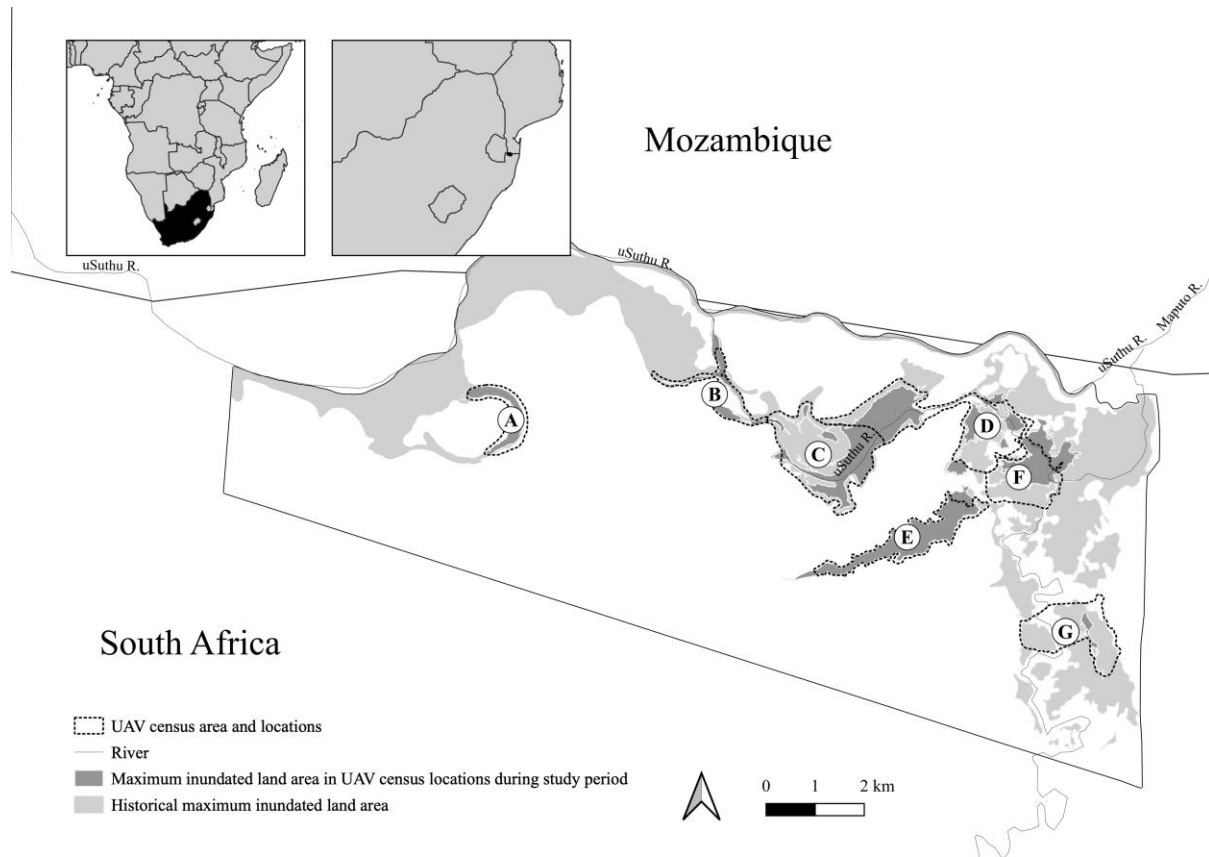 Mozambique
uSuthu R.
uSuthu R.
Maputo R.
uSuthu R.
A
B
C
uSuthu R.
D
F
E
G
South Africa
UAV census area and locations
River
Maximum inundated land area in UAV census locations during study period
Historical maximum inundated land area
0 1 2 km